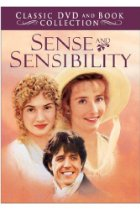 CLASSIC DVD AND BOOK
COLLECTION
SENSE AND
SENSIBILITY